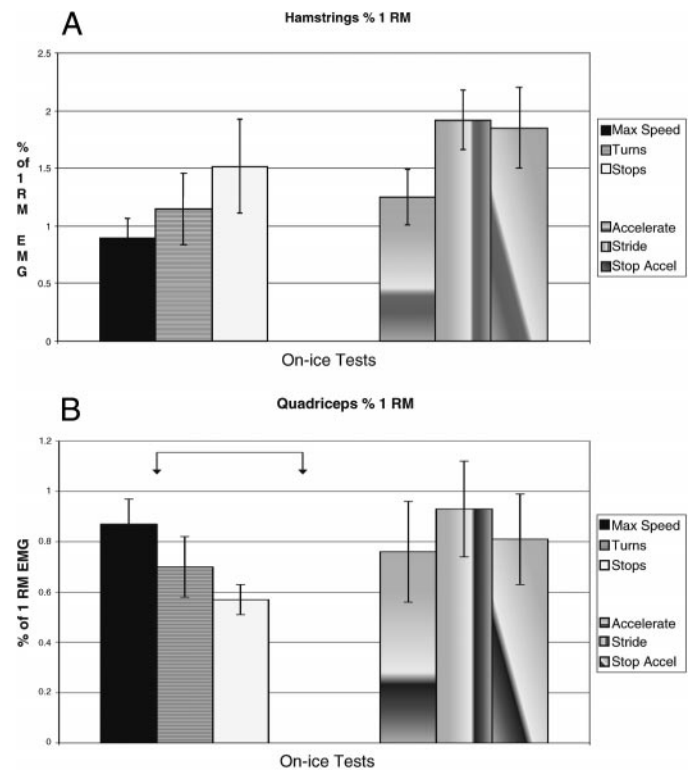 A
Hamstrings % 1 RM
2.5
2
1.5
1
0.5
0
%
of
1
R
M
E
M
G
On-ice Tests
Max Speed
Turns
Stops
Accelerate
Stride
Stop Accel
B
Quadriceps % 1 RM
1.2
1
0.8
0.6
0.4
0.2
0
% of 1 RM EMG
On-ice Tests
Max Speed
Turns
Stops
Accelerate
Stride
Stop Accel